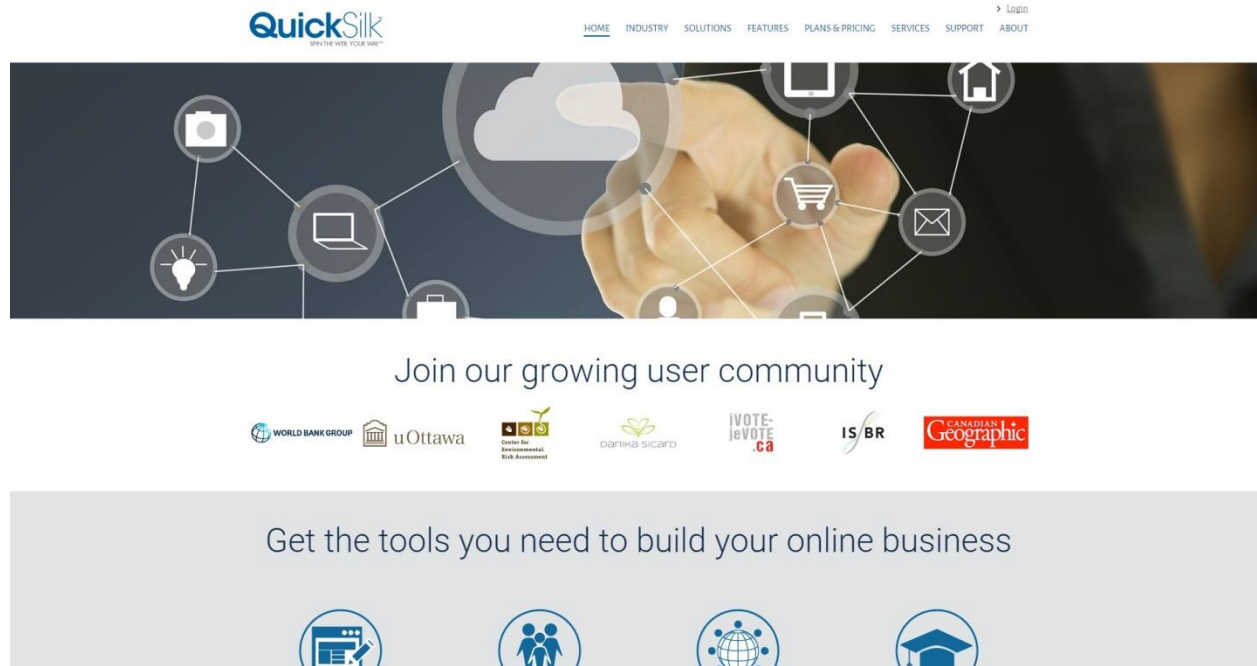 > Login
QuickSilk
SPIN THE WEB. YOUR WAY.™
HOME INDUSTRY SOLUTIONS FEATURES PLANS & PRICING SERVICES SUPPORT ABOUT
Join our growing user community
WORLD BANK GROUP
uOttawa
Center for
Environmental
Risk Assessment
Danika Sicard
iVOTE-
jeVOTE
.ca
IS BR
CANADIAN
Geographic
Get the tools you need to build your online business